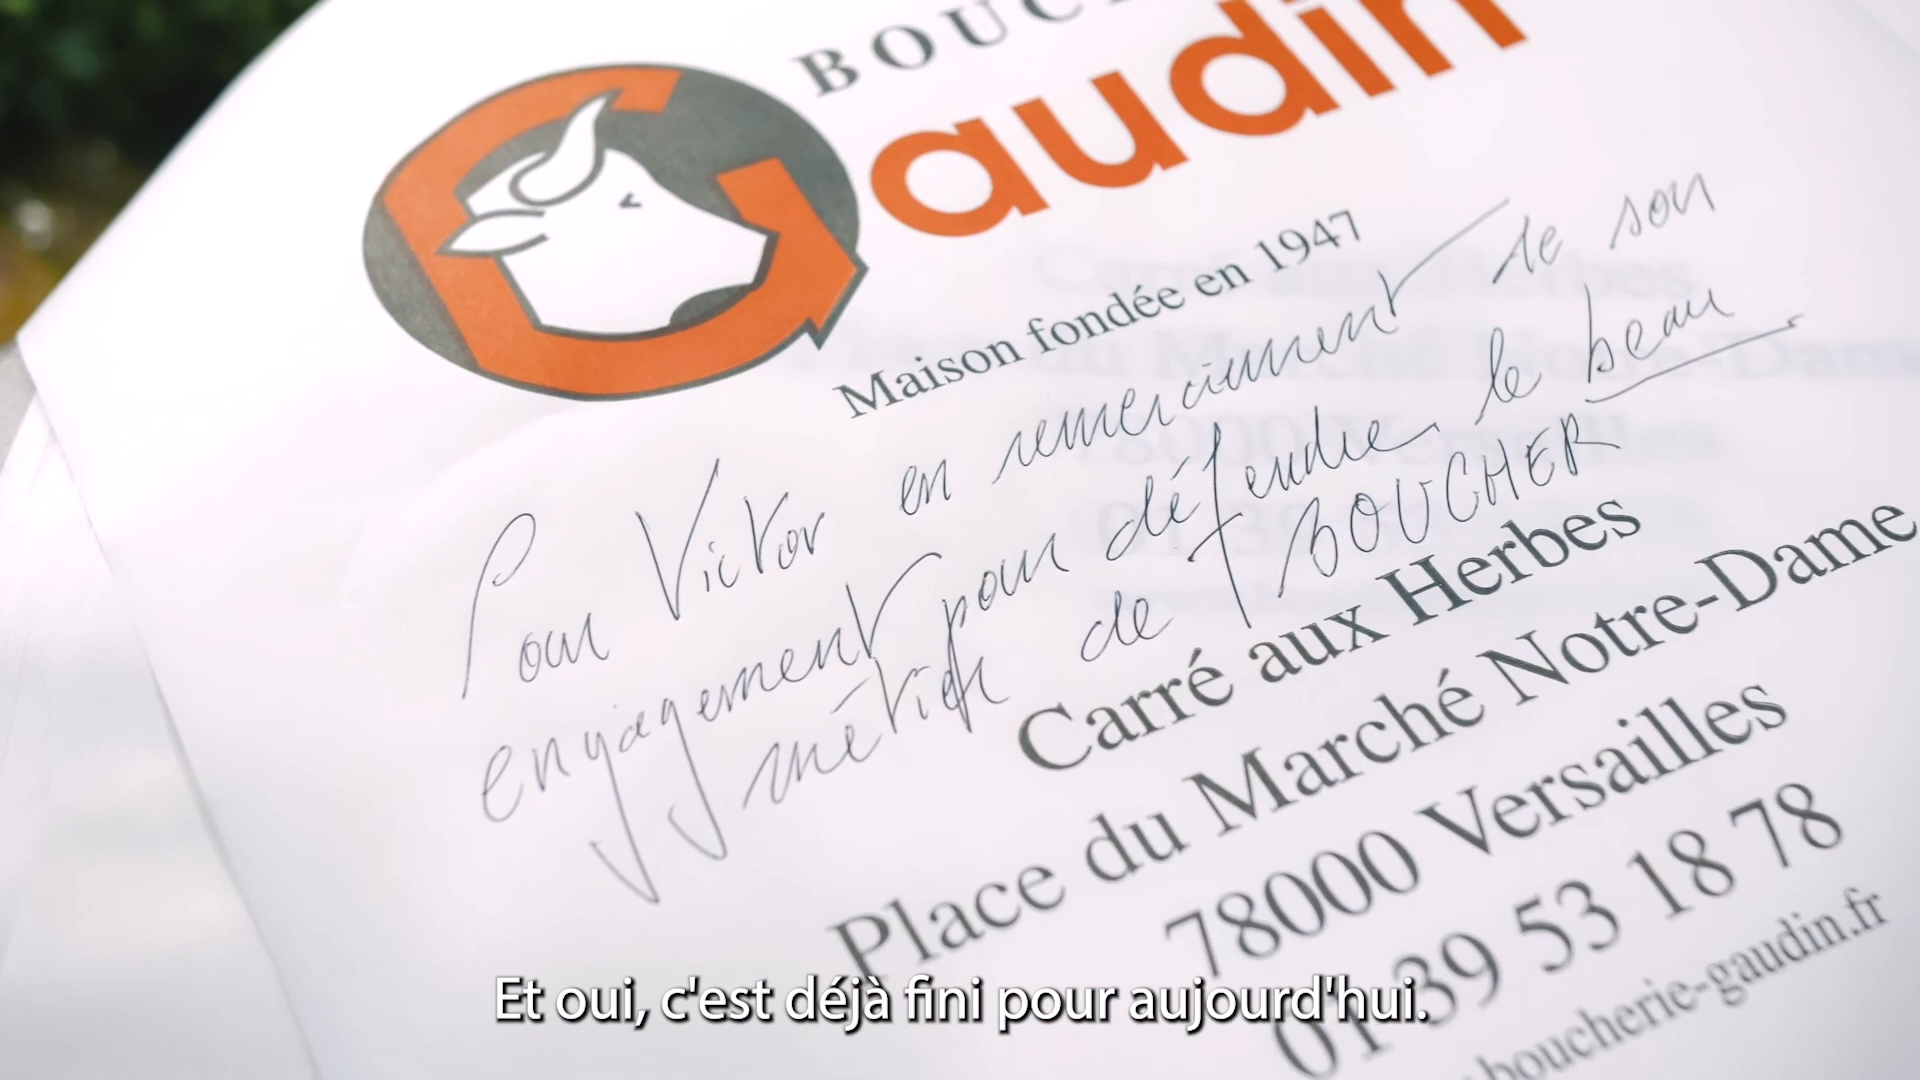 BOUC
Gaudin
Maison fondée en 1947
Pour Victor en remerciement de son
engagement pour défendre le beau
métier de BOUCHER
Carré aux Herbes
Place du Marché Notre-Dame
78000 Versailles
01 39 53 18 78
boucherie-gaudin.fr
Et oui, c'est déjà fini pour aujourd'hui.